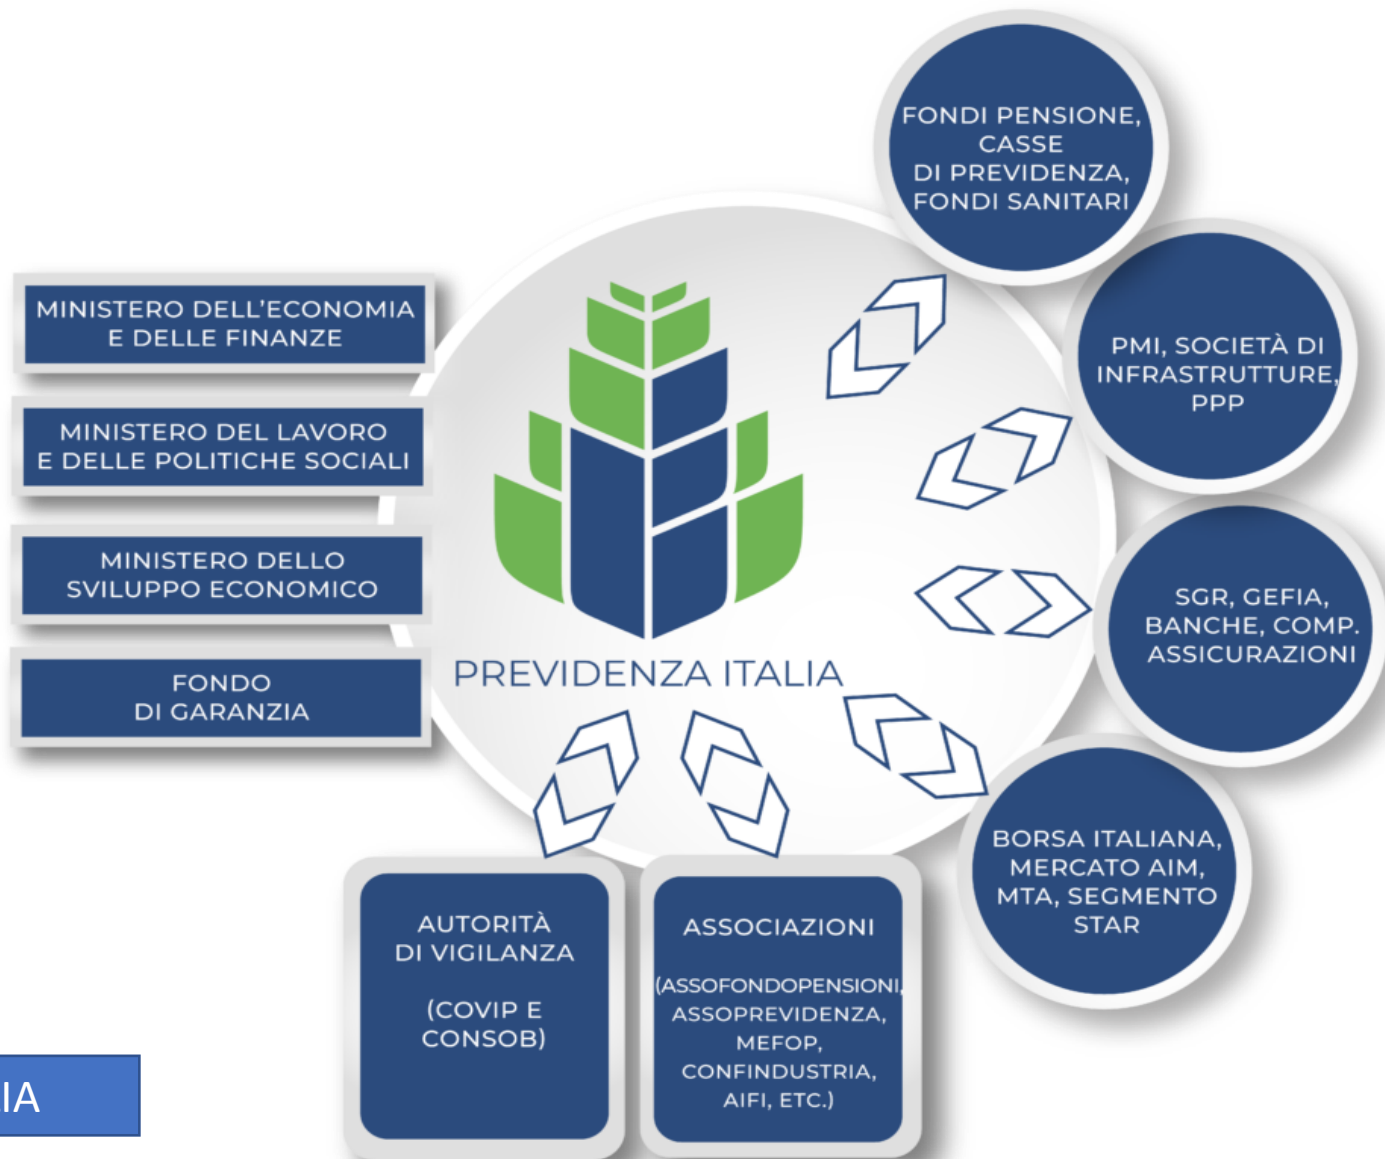 FONDI PENSIONE,
CASSE
DI PREVIDENZA,
FONDI SANITARI
MINISTERO DELL'ECONOMIA
E DELLE FINANZE
PMI, SOCIETÀ DI
INFRASTRUTTURE,
PPP
MINISTERO DEL LAVORO
E DELLE POLITICHE SOCIALI
MINISTERO DELLO
SVILUPPO ECONOMICO
SGR, GEFIA,
BANCHE, COMP.
ASSICURAZIONI
FONDO
DI GARANZIA
PREVIDENZA ITALIA
BORSA ITALIANA,
MERCATO AIM,
MTA, SEGMENTO
STAR
AUTORITÀ
DI VIGILANZA
(COVIP E
CONSOB)
ASSOCIAZIONI
(ASSOFONDOPENSIONI,
ASSOPREVIDENZA,
MEFOP,
CONFINDUSTRIA,
AIFI, ETC.)